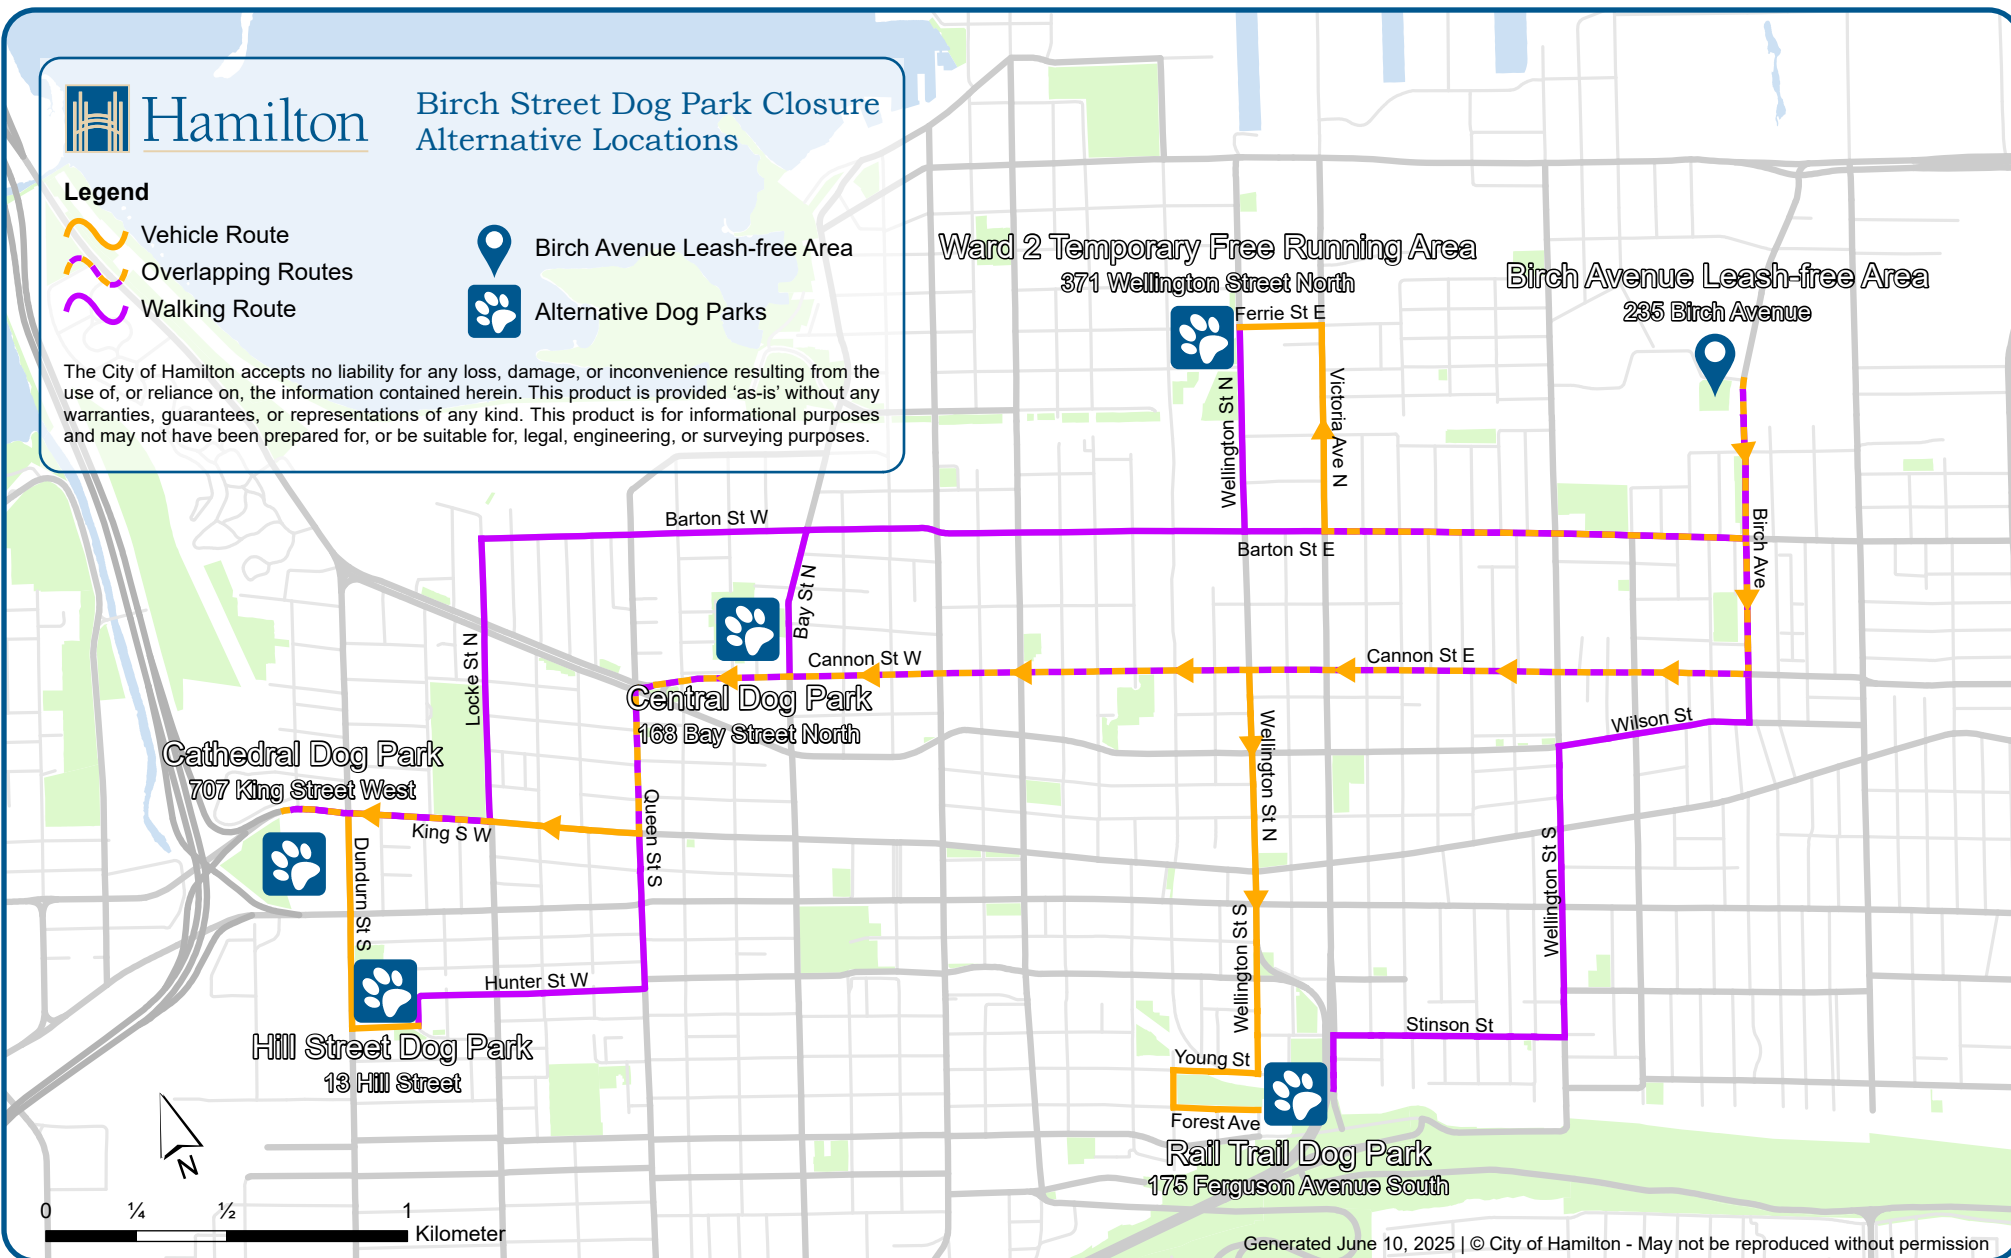 Hamilton
Birch Street Dog Park Closure
Alternative Locations
Legend
Vehicle Route
Overlapping Routes
Walking Route
Birch Avenue Leash-free Area
Alternative Dog Parks
The City of Hamilton accepts no liability for any loss, damage, or inconvenience resulting from the
use of, or reliance on, the information contained herein. This product is provided ‘as-is’ without any
warranties, guarantees, or representations of any kind. This product is for informational purposes
and may not have been prepared for, or be suitable for, legal, engineering, or surveying purposes.
Ward 2 Temporary Free Running Area
371 Wellington Street North
Birch Avenue Leash-free Area
235 Birch Avenue
Ferrie St E
Wellington St N
Victoria Ave N
Birch Ave
Barton St W
Barton St E
Bay St N
Locke St N
Cannon St W
Cannon St E
Central Dog Park
168 Bay Street North
Wilson St
Wellington St N
Cathedral Dog Park
707 King Street West
King S W
Queen St S
Dundurn St S
Wellington St S
Wellington St S
Hunter St W
Stinson St
Hill Street Dog Park
13 Hill Street
Young St
Forest Ave
Rail Trail Dog Park
175 Ferguson Avenue South
N
0 ¼ ½ 1
Kilometer
Generated June 10, 2025 | © City of Hamilton - May not be reproduced without permission